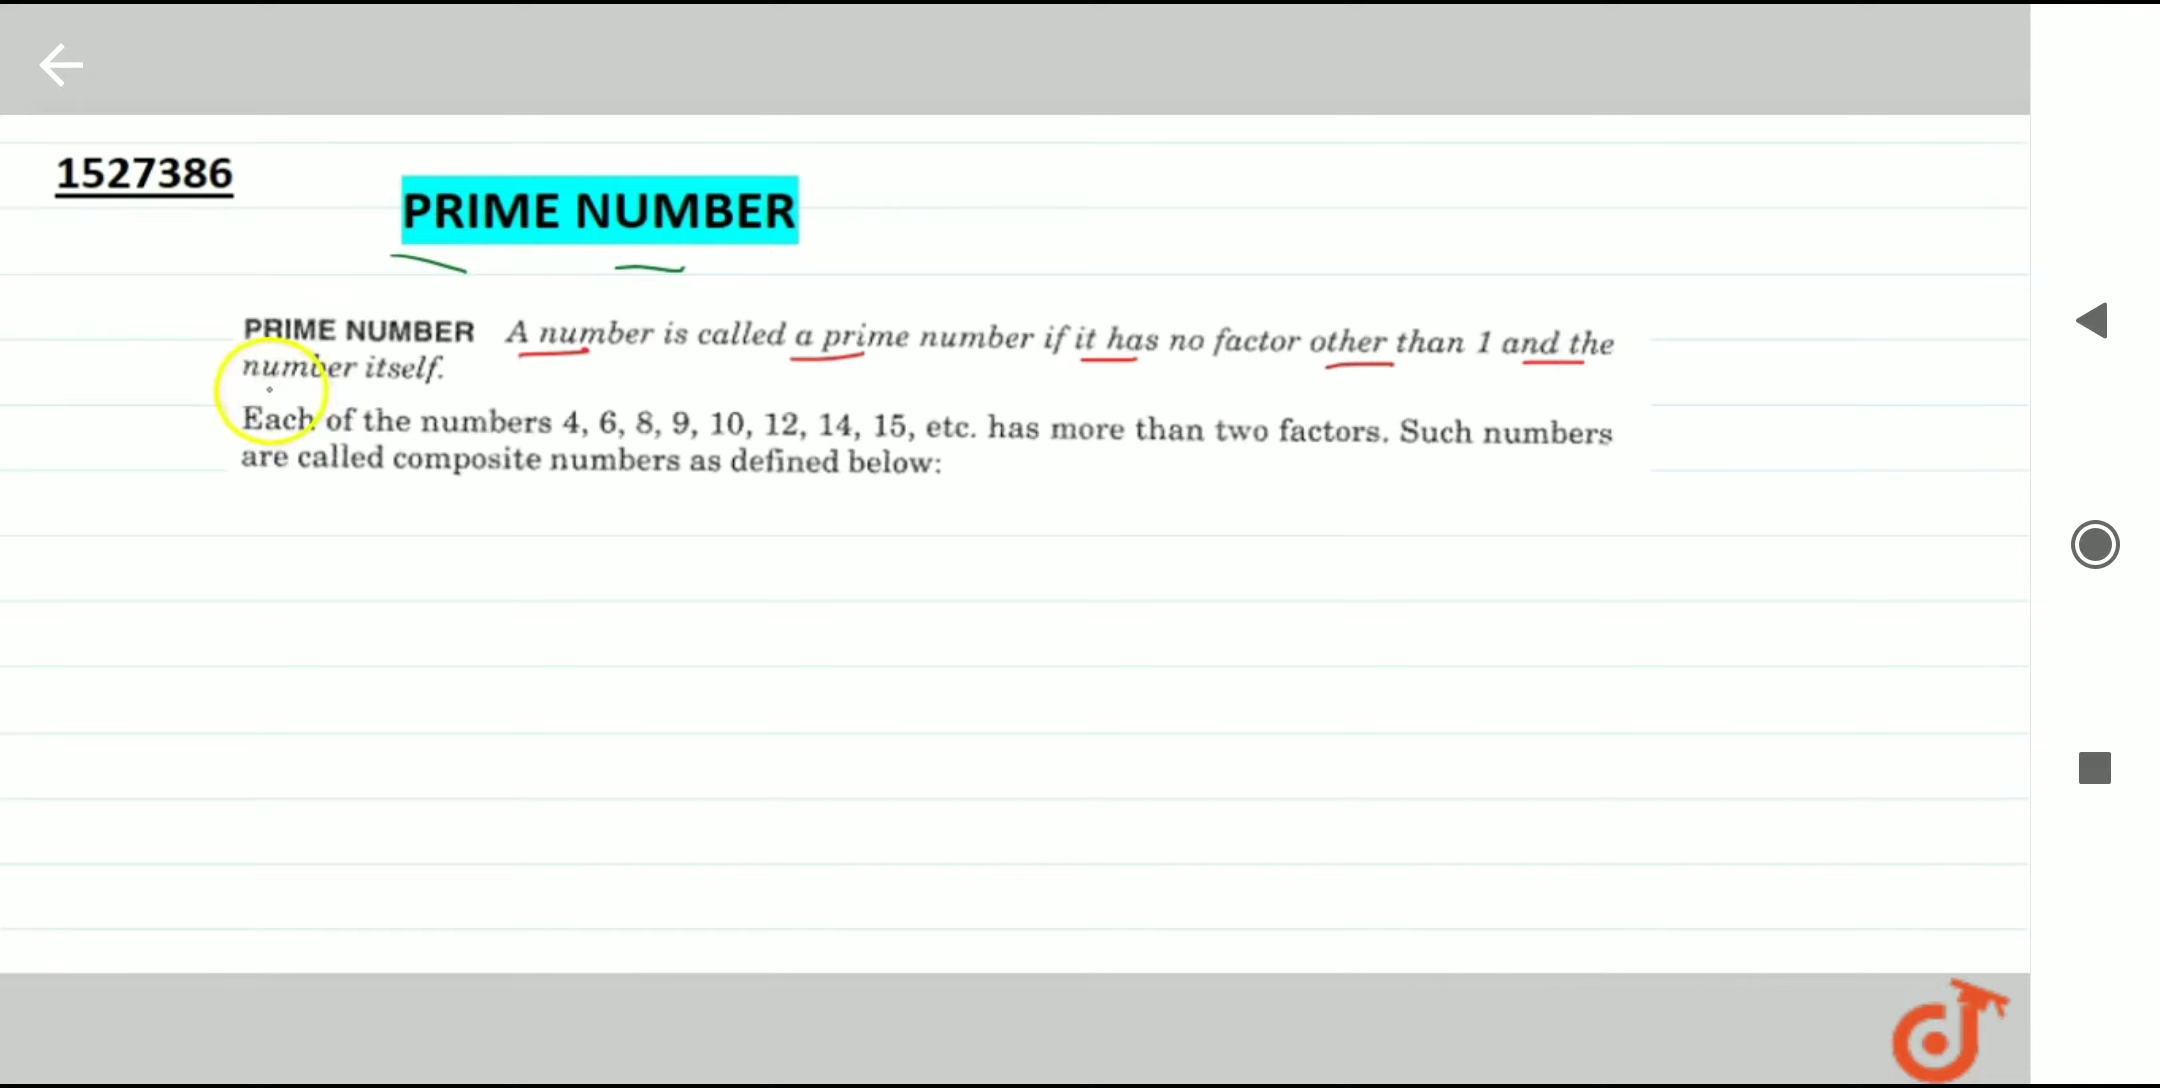 1527386
PRIME NUMBER
PRIME NUMBER A number is called a prime number if it has no factor other than 1 and the
number itself.
Each of the numbers 4, 6, 8, 9, 10, 12, 14, 15, etc. has more than two factors. Such numbers
are called composite numbers as defined below: